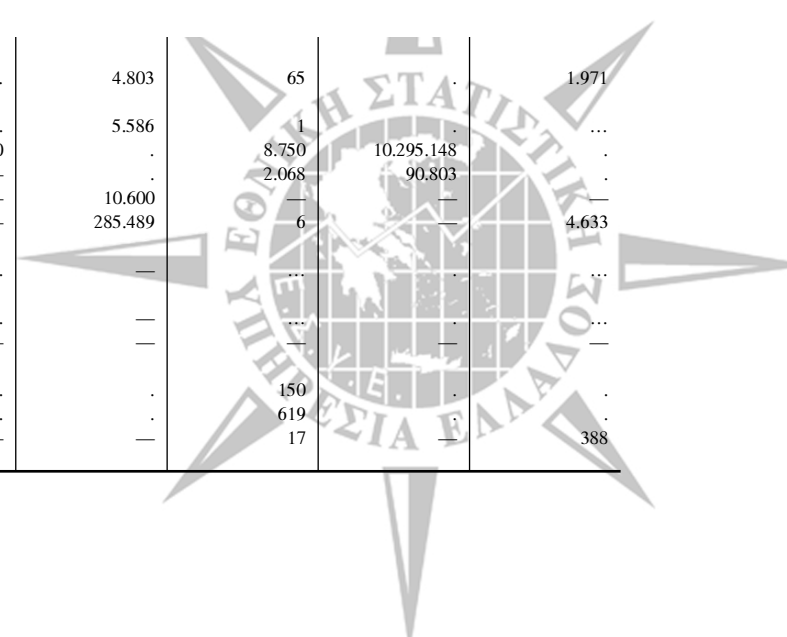 . 4.803 65 . 1.971
. 5.586 1 . ...
0 . 8.750 10.295.148 .
— . 2.068 90.803 .
— 10.600 — — —
— 285.489 6 — 4.633
. — ... . ...
. — ... . ...
— — — — —
. . 150 . .
. . 619 . .
— — 17 — 388
ΕΘΝΙΚΗ ΣΤΑΤΙΣΤΙΚΗ
ΥΠΗΡΕΣΙΑ ΕΛΛΑΔΟΣ
Ε.Σ.Υ.Ε.